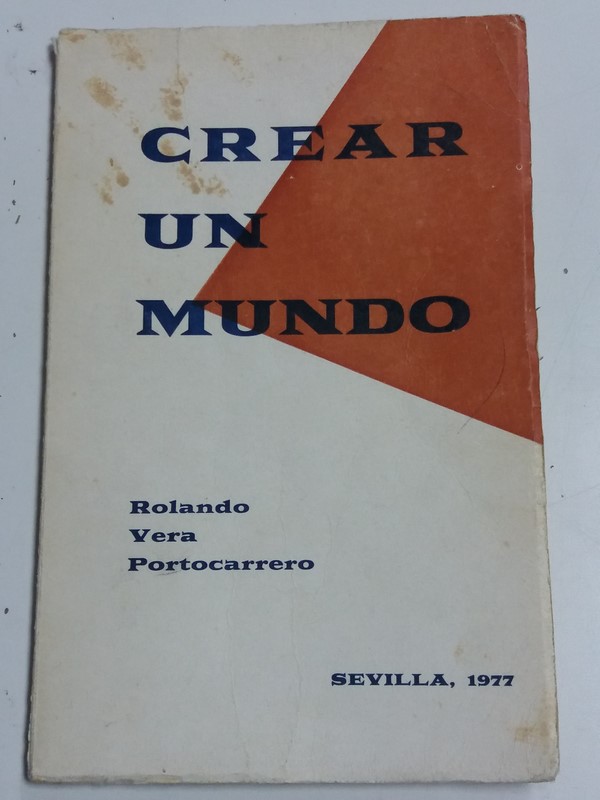 CREAR
UN
MUNDO
Rolando
Vera
Portocarrero
SEVILLA, 1977